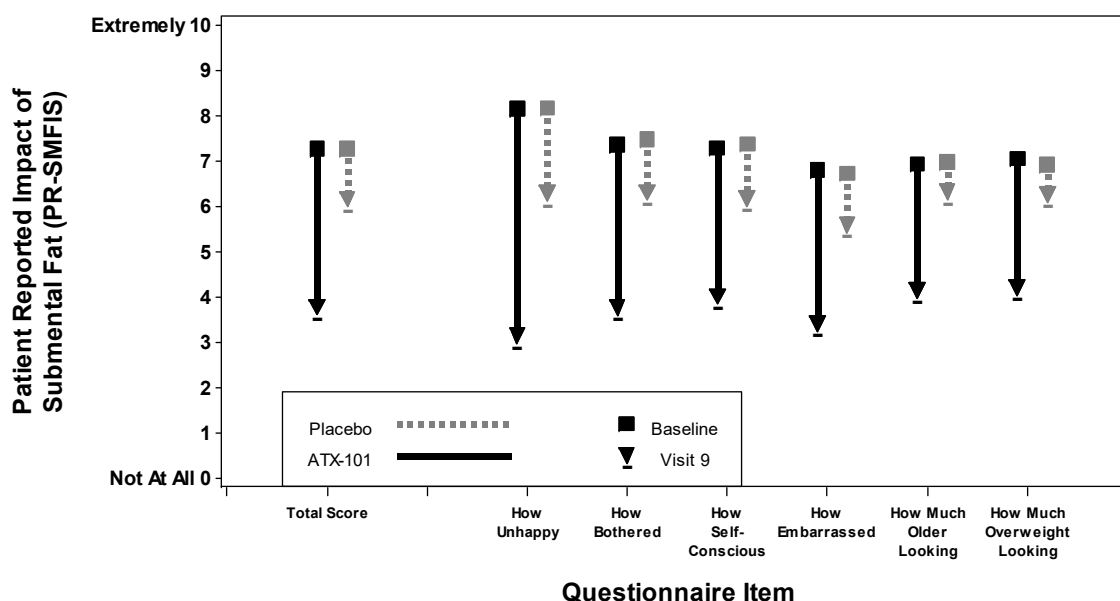 Patient Reported Impact of
Submental Fat (PR-SMFIS)
Extremely 10
9
8
7
6
5
4
3
2
1
Not At All 0
Placebo
ATX-101
Baseline
Visit 9
Total Score
How
Unhappy
How
Bothered
How
Self-
Conscious
How
Embarrassed
How Much
Older
Looking
How Much
Overweight
Looking
Questionnaire Item